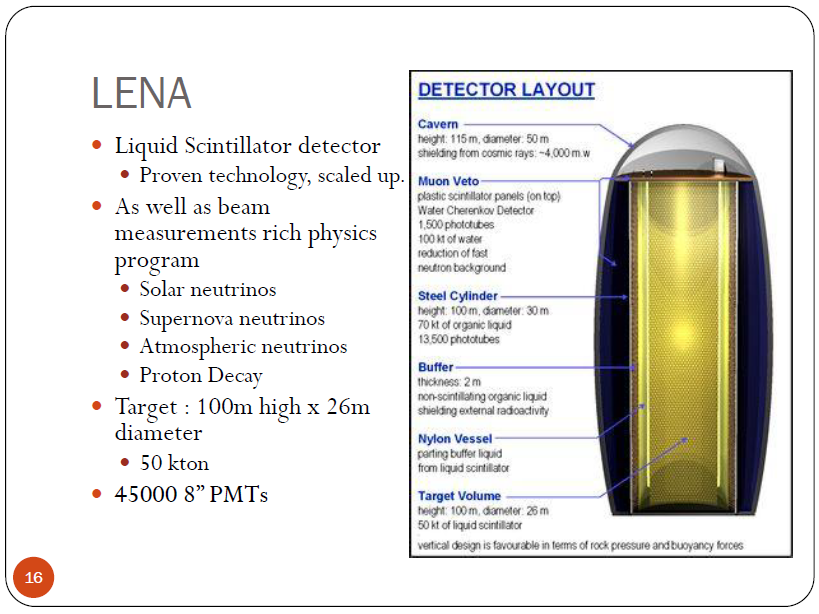 LENA
• Liquid Scintillator detector
• Proven technology, scaled up.
• As well as beam
measurements rich physics
program
• Solar neutrinos
• Supernova neutrinos
• Atmospheric neutrinos
• Proton Decay
• Target : 100m high x 26m
diameter
• 50 kton
• 45000 8” PMTs
DETECTOR LAYOUT
Cavern
height: 115 m, diameter: 50 m
shielding from cosmic rays: ~4,000 m.w
Muon Veto
plastic scintillator panels (on top)
Water Cherenkov Detector
1,500 phototubes
100 kt of water
reduction of fast
neutron background
Steel Cylinder
height: 100 m, diameter: 30 m
70 kt of organic liquid
13,500 phototubes
Buffer
thickness: 2 m
non-scintillating organic liquid
shielding external radioactivity
Nylon Vessel
parting buffer liquid
from liquid scintillator
Target Volume
height: 100 m, diameter: 26 m
50 kt of liquid scintillator
vertical design is favourable in terms of rock pressure and buoyancy forces
16